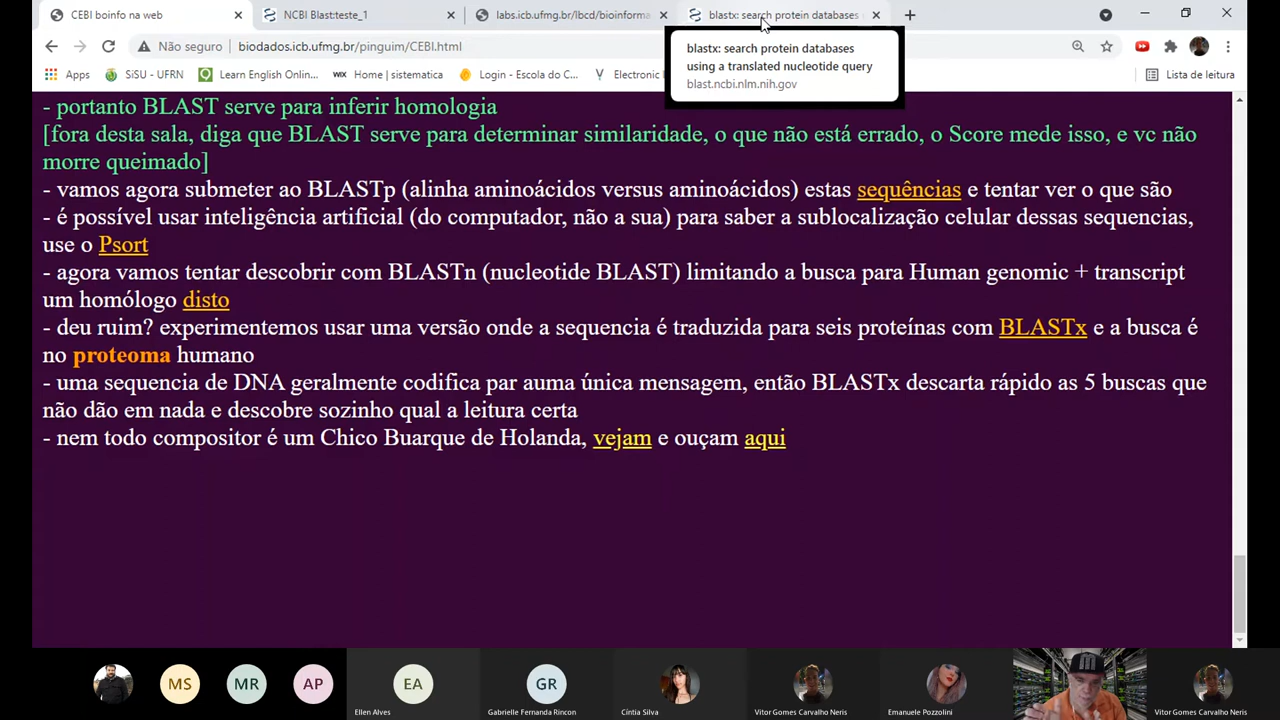 CEBI boinfo na web
NCBI Blast:teste_1
labs.icb.ufmg.br/lbcd/bioinforma
blastx: search protein databases
Não seguro
biodados.icb.ufmg.br/pinguim/CEBI.html
blastx: search protein databases
using a translated nucleotide query
blast.ncbi.nlm.nih.gov
Apps
SiSU - UFRN
Learn English Onlin...
Home | sistematica
Login - Escola do C...
Electronic
Lista de leitura
- portanto BLAST serve para inferir homologia
[fora desta sala, diga que BLAST serve para determinar similaridade, o que não está errado, o Score mede isso, e vc não
morre queimado]
- vamos agora submeter ao BLASTp (alinha aminoácidos versus aminoácidos) estas sequências e tentar ver o que são
- é possível usar inteligência artificial (do computador, não a sua) para saber a sublocalização celular dessas sequencias,
use o Psort
- agora vamos tentar descobrir com BLASTn (nucleotide BLAST) limitando a busca para Human genomic + transcript
um homólogo disto
- deu ruim? experimentemos usar uma versão onde a sequencia é traduzida para seis proteínas com BLASTx e a busca é
no proteoma humano
- uma sequencia de DNA geralmente codifica par auma única mensagem, então BLASTx descarta rápido as 5 buscas que
não dão em nada e descobre sozinho qual a leitura certa
- nem todo compositor é um Chico Buarque de Holanda, vejam e ouçam aqui
MS
MR
AP
EA
GR
Ellen Alves
Gabrielle Fernanda Rincon
Cíntia Silva
Vitor Gomes Carvalho Neris
Emanuele Pozzolini
Vitor Gomes Carvalho Neris